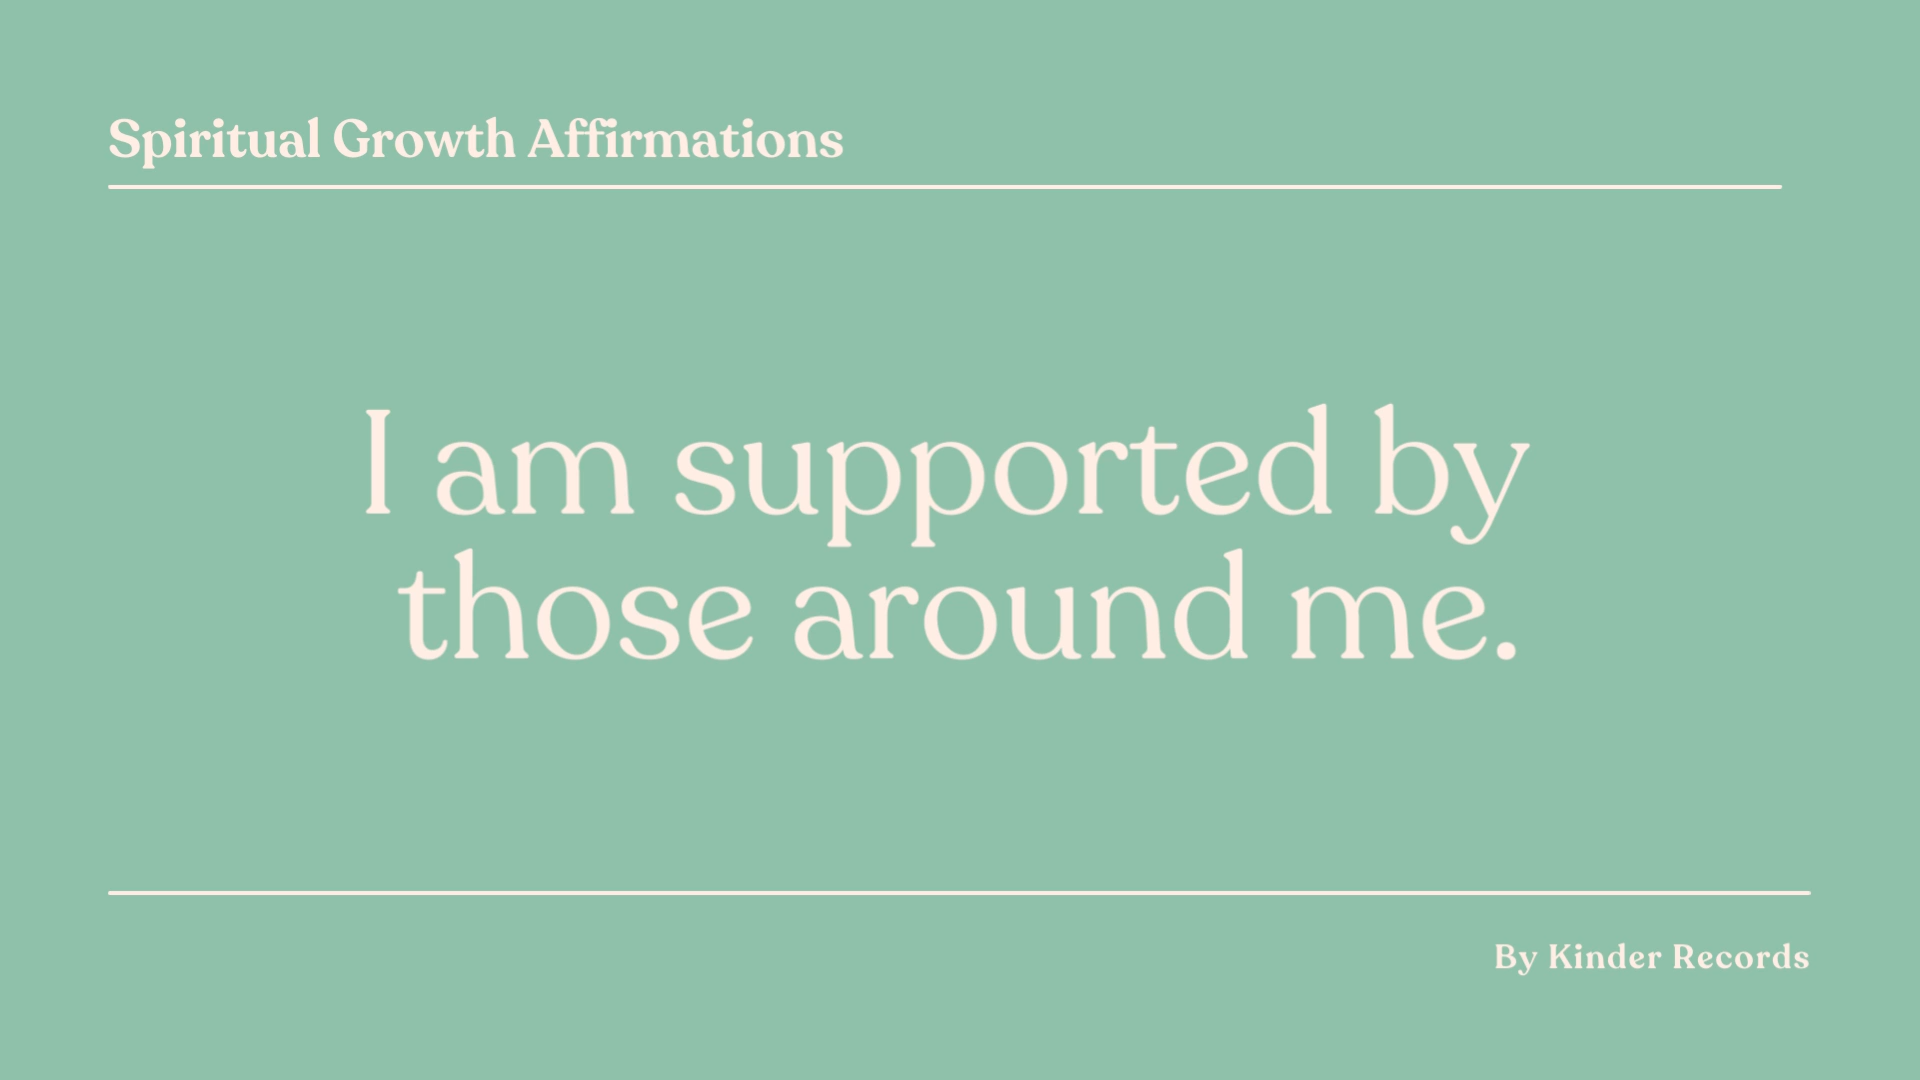 Spiritual Growth Affirmations
I am supported by
those around me.
By Kinder Records